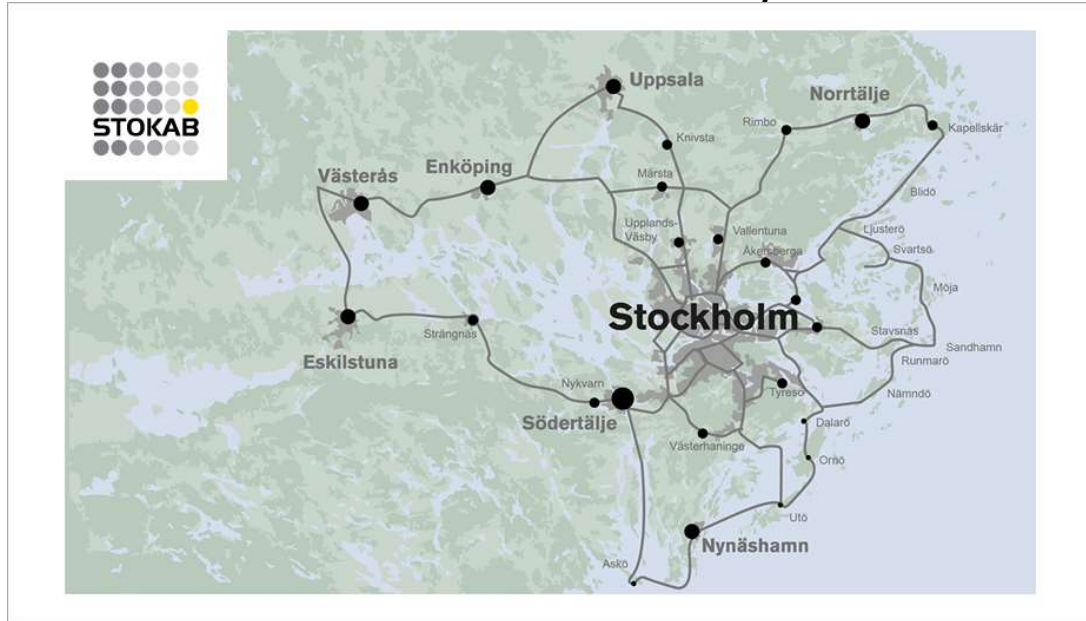 STOKAB
Uppsala
Norrtälje
Rimbo
Kapellskär
Knivsta
Västerås
Enköping
Märsta
Blidö
Upplands-
Väsby
Vallentuna
Ljusterö
Åkersberga
Svartsö
Möja
Stockholm
Stavsnäs
Strängnäs
Sandhamn
Eskilstuna
Runmarö
Nykvarn
Tyresö
Nämndö
Södertälje
Dalarö
Västerhaninge
Ornö
Utö
Nynäshamn
Askö